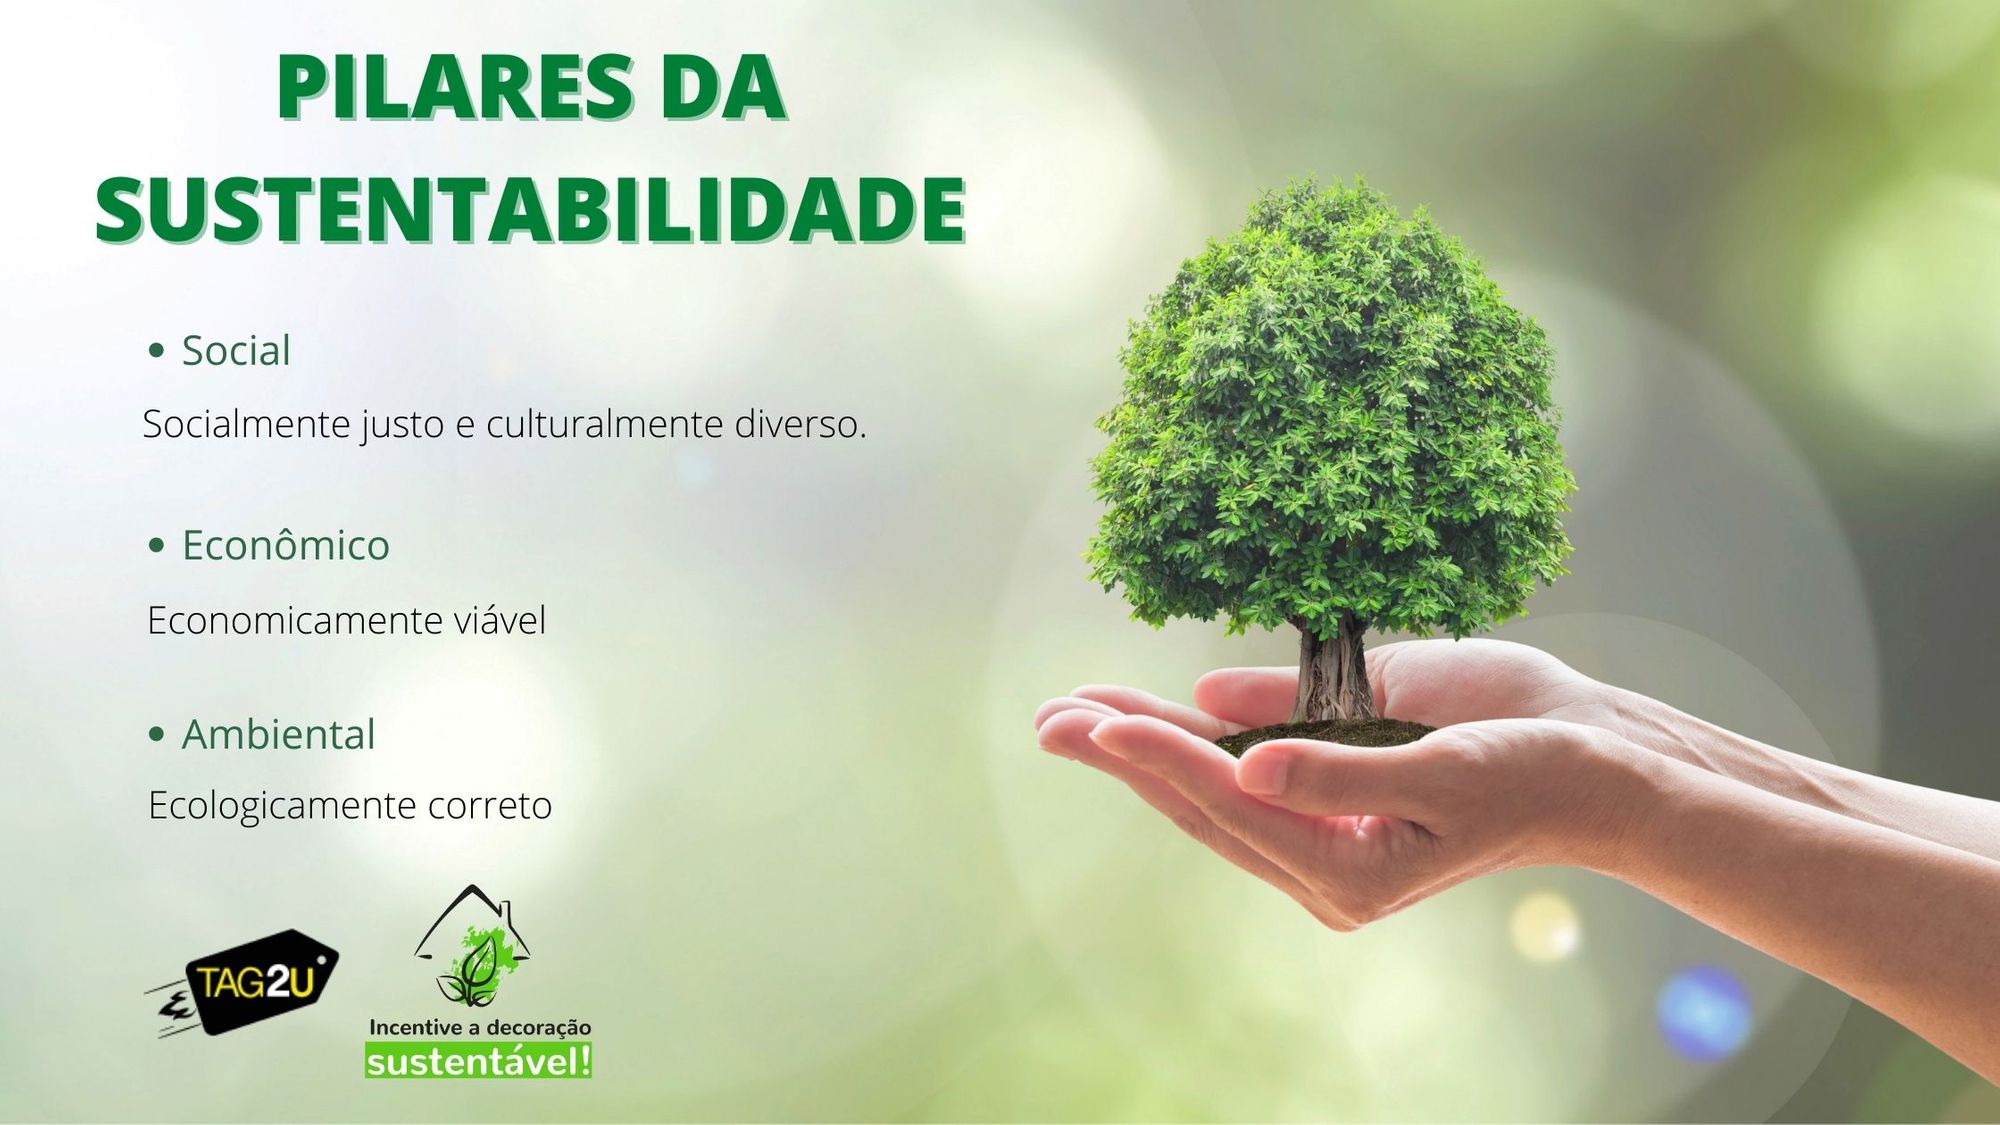 PILARES DA
SUSTENTABILIDADE
• Social
Socialmente justo e culturalmente diverso.
• Econômico
Economicamente viável
• Ambiental
Ecologicamente correto
TAG2U
Incentive a decoração
sustentável!